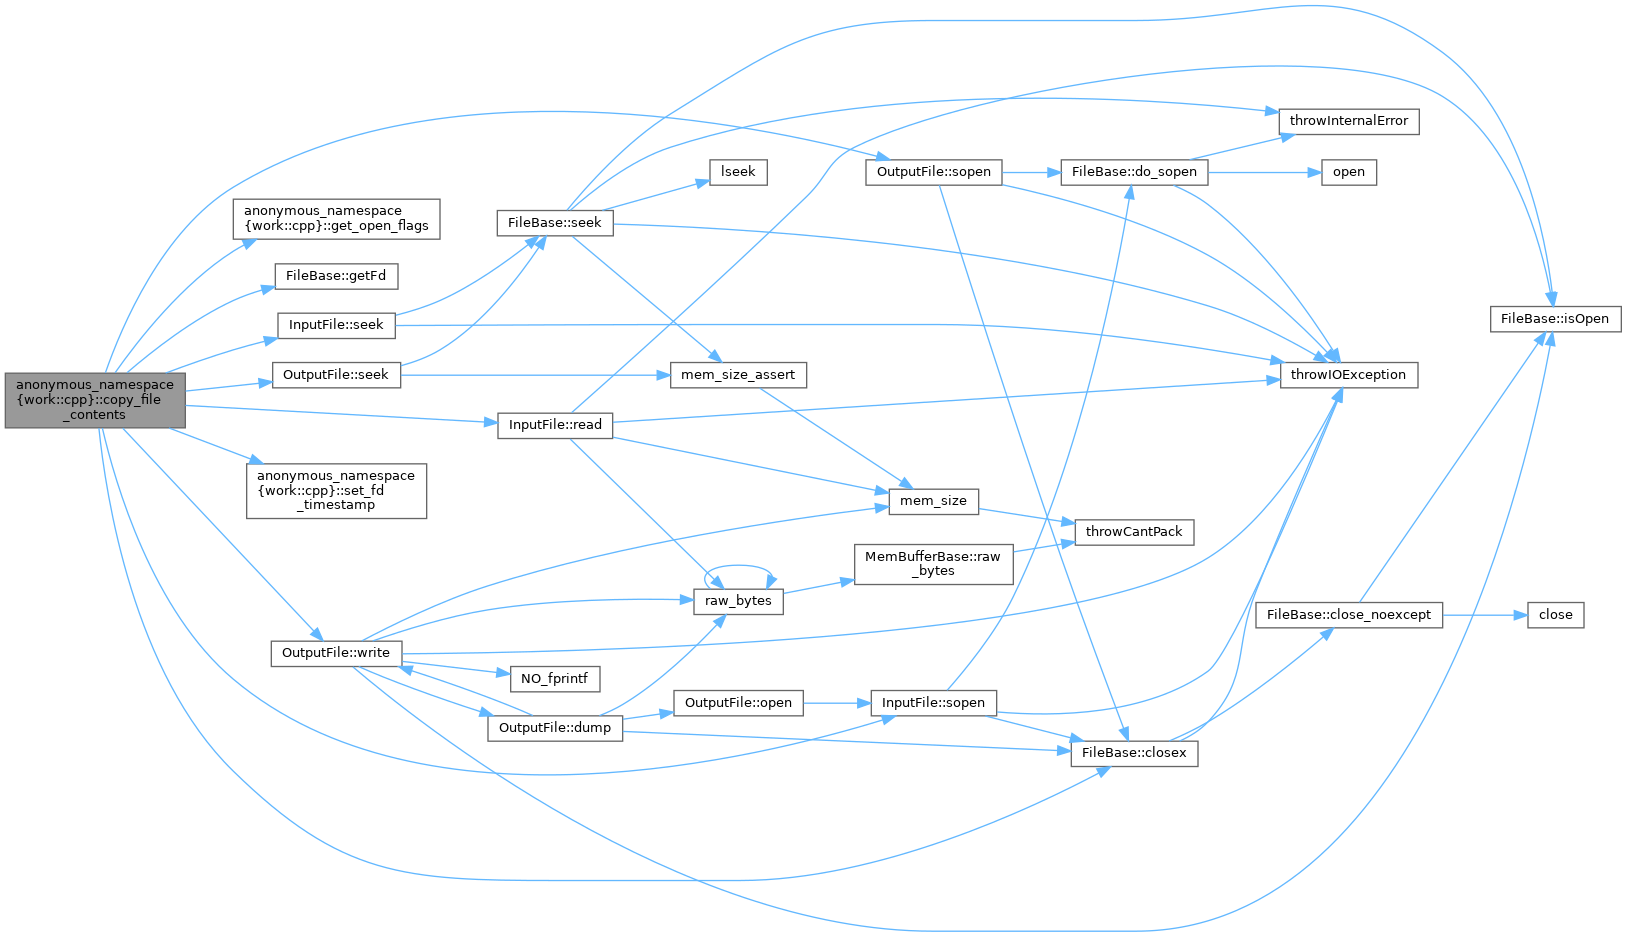 anonymous_namespace
{work::cpp}::copy_file
_contents
anonymous_namespace
{work::cpp}::get_open_flags
FileBase::getFd
InputFile::seek
OutputFile::seek
anonymous_namespace
{work::cpp}::set_fd
_timestamp
OutputFile::write
FileBase::seek
InputFile::read
NO_fprintf
OutputFile::dump
lseek
mem_size_assert
raw_bytes
OutputFile::open
OutputFile::sopen
mem_size
MemBufferBase::raw
_bytes
InputFile::sopen
FileBase::do_sopen
throwCantPack
FileBase::closex
throwInternalError
open
throwIOException
FileBase::close_noexcept
FileBase::isOpen
close